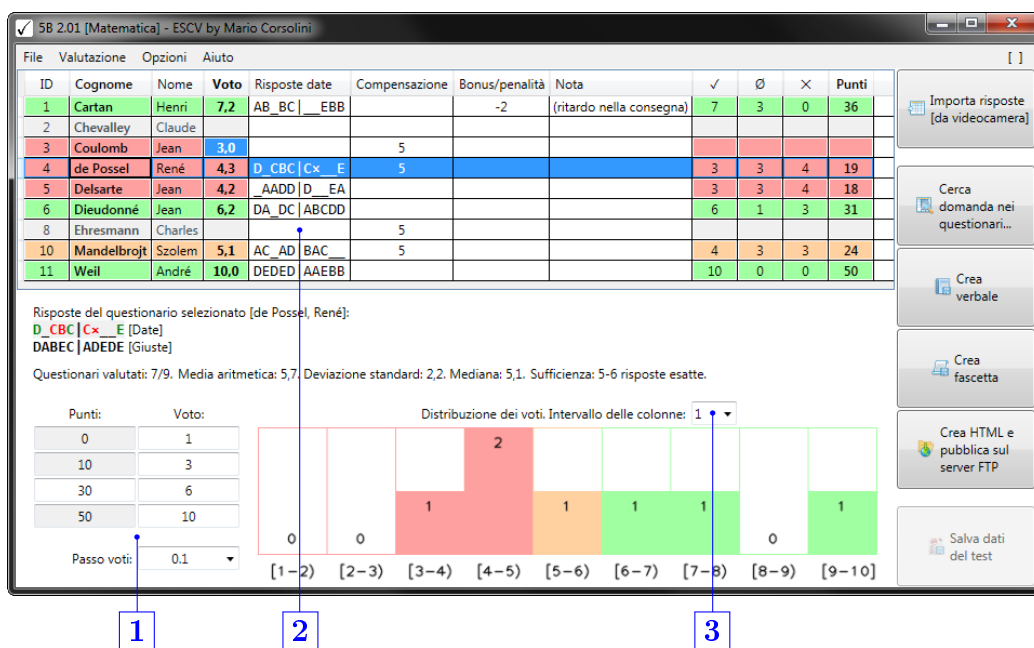 5B 2.01 [Matematica] - ESCV by Mario Corsolini
File Valutazione Opzioni Aiuto [ ]
ID Cognome Nome Voto Risposte date Compensazione Bonus/penalità Nota ✓ Ø × Punti
1 Cartan Henri 7,2 AB_BC|__EBB -2 (ritardo nella consegna) 7 3 0 36
2 Chevalley Claude
3 Coulomb Jean 3,0 5
4 de Possel René 4,3 D_CBC|C×__E 5 3 3 4 19
5 Delsarte Jean 4,2 _AADD|D__EA 3 3 4 18
6 Dieudonné Jean 6,2 DA_DC|ABCDD 6 1 3 31
8 Ehresmann Charles 5
10 Mandelbrojt Szolem 5,1 AC_AD|BAC__ 5 4 3 3 24
11 Weil André 10,0 DEDED|AAEBB 10 0 0 50
Importa risposte
[da videocamera]
Cerca
domanda nei
questionari...
Crea
verbale
Crea
fascetta
Crea HTML e
pubblica sul
server FTP
Salva dati
del test
Risposte del questionario selezionato [de Possel, René]:
D_CBC|C×__E [Date]
DABEC|ADEDE [Giuste]
Questionari valutati: 7/9. Media aritmetica: 5,7. Deviazione standard: 2,2. Mediana: 5,1. Sufficienza: 5-6 risposte esatte.
Punti: Voto:
0 1
10 3
30 6
50 10
Passo voti: 0.1
Distribuzione dei voti. Intervallo delle colonne: 1
0 0 1 2 1 1 1 0 1
[1-2) [2-3) [3-4) [4-5) [5-6) [6-7) [7-8) [8-9) [9-10]
1 2 3